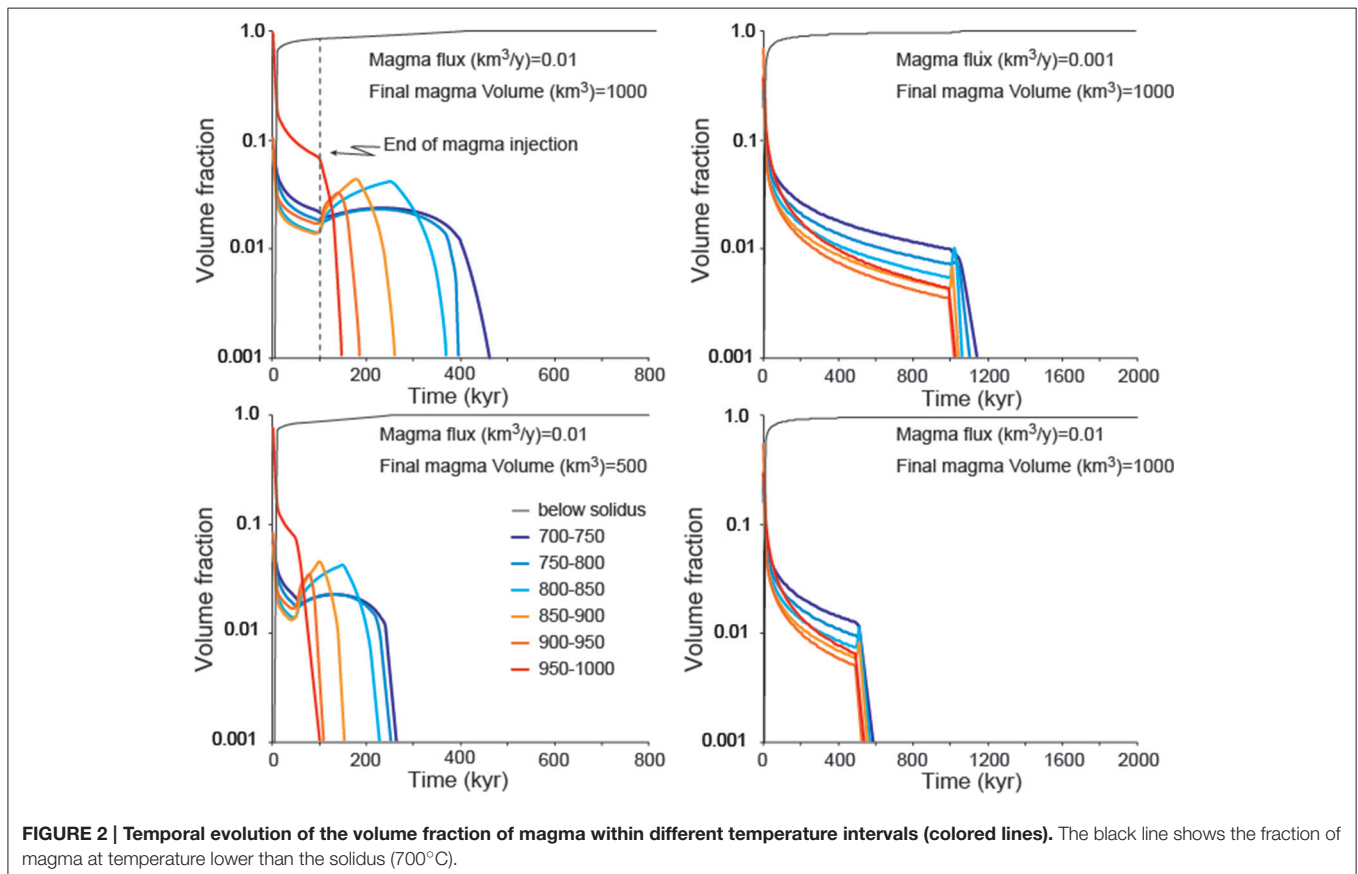 1.0
0.1
0.01
0.001
Volume fraction
Magma flux (km³/y)=0.01
Final magma Volume (km³)=1000
End of magma injection
0 200 400 600 800
Time (kyr)
1.0
0.1
0.01
0.001
Volume fraction
Magma flux (km³/y)=0.001
Final magma Volume (km³)=1000
0 400 800 1200 1600 2000
Time (kyr)
1.0
0.1
0.01
0.001
Volume fraction
Magma flux (km³/y)=0.01
Final magma Volume (km³)=500
below solidus
700-750
750-800
800-850
850-900
900-950
950-1000
0 200 400 600 800
Time (kyr)
1.0
0.1
0.01
0.001
Volume fraction
Magma flux (km³/y)=0.01
Final magma Volume (km³)=1000
0 400 800 1200 1600 2000
Time (kyr)
FIGURE 2 | Temporal evolution of the volume fraction of magma within different temperature intervals (colored lines). The black line shows the fraction of
magma at temperature lower than the solidus (700°C).